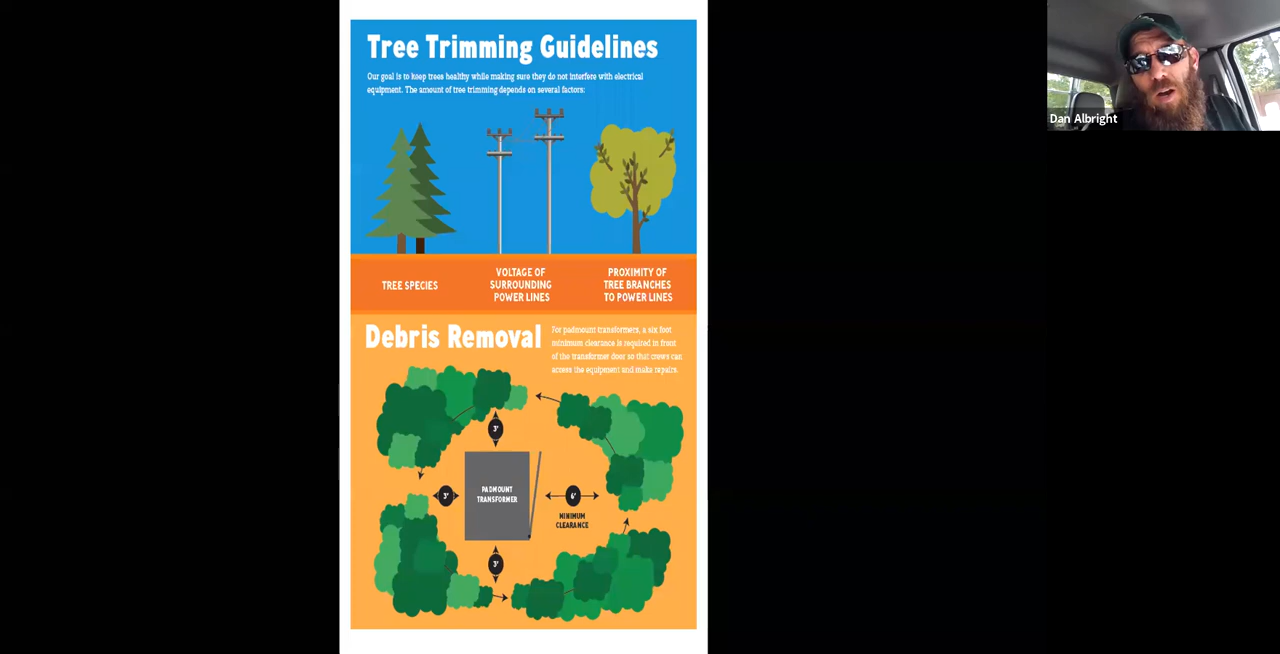 Tree Trimming Guidelines
Our goal is to keep trees healthy while making sure they do not interfere with electrical
equipment. The amount of tree trimming depends on several factors:
TREE SPECIES
VOLTAGE OF
SURROUNDING
POWER LINES
PROXIMITY OF
TREE BRANCHES
TO POWER LINES
Debris Removal
For padmount transformers, a six foot
minimum clearance is required in front
of the transformer door so that crews can
access the equipment and make repairs.
3'
3'
PADMOUNT
TRANSFORMER
6'
MINIMUM
CLEARANCE
3'
Dan Albright